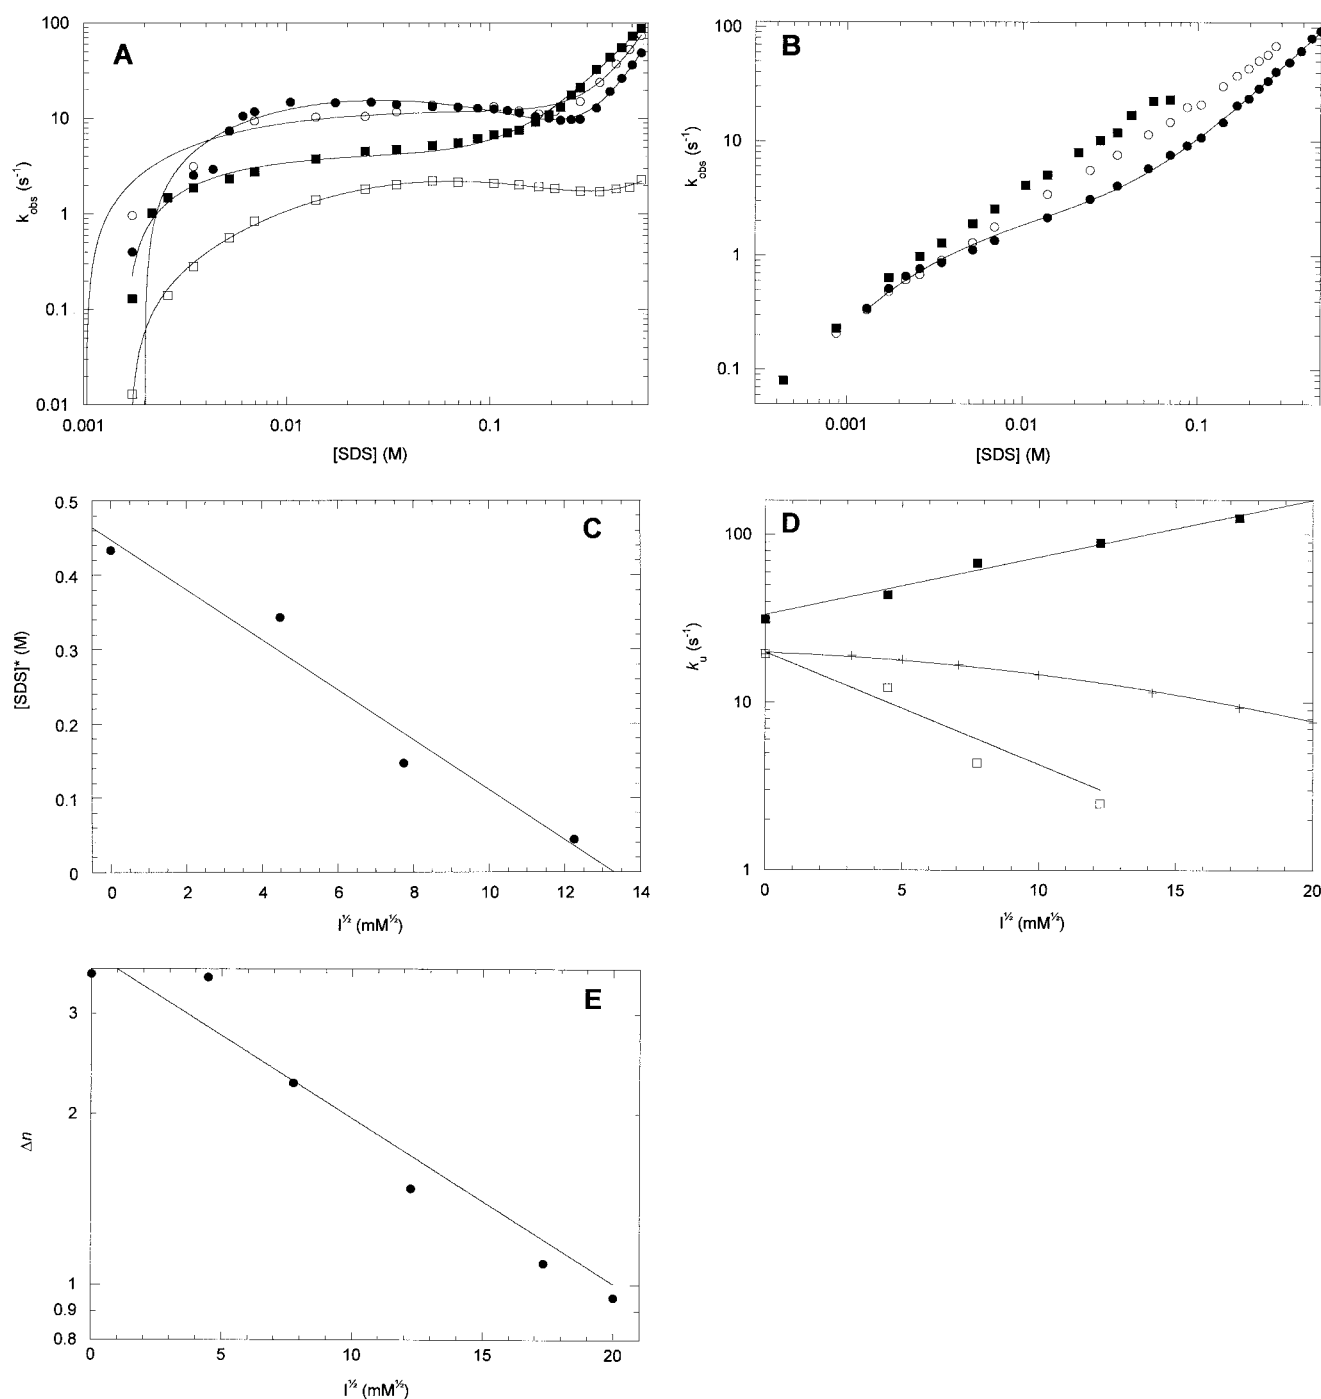 A
100
10
1
0.1
0.01
k_obs (s⁻¹)
0.001 0.01 0.1
[SDS] (M)
B
100
10
1
0.1
k_obs (s⁻¹)
0.001 0.01 0.1
[SDS] (M)
C
0.5
0.4
0.3
0.2
0.1
0
[SDS]* (M)
0 2 4 6 8 10 12 14
I^½ (mM^½)
D
100
10
1
k_u (s⁻¹)
0 5 10 15 20
I^½ (mM^½)
E
3
2
1
0.9
0.8
Δn
0 5 10 15 20
I^½ (mM^½)